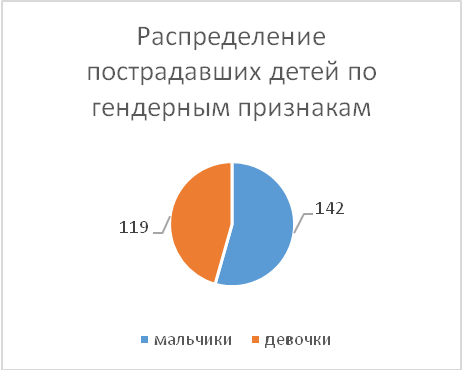 Распределение
пострадавших детей по
гендерным признакам
142
119
мальчики девочки